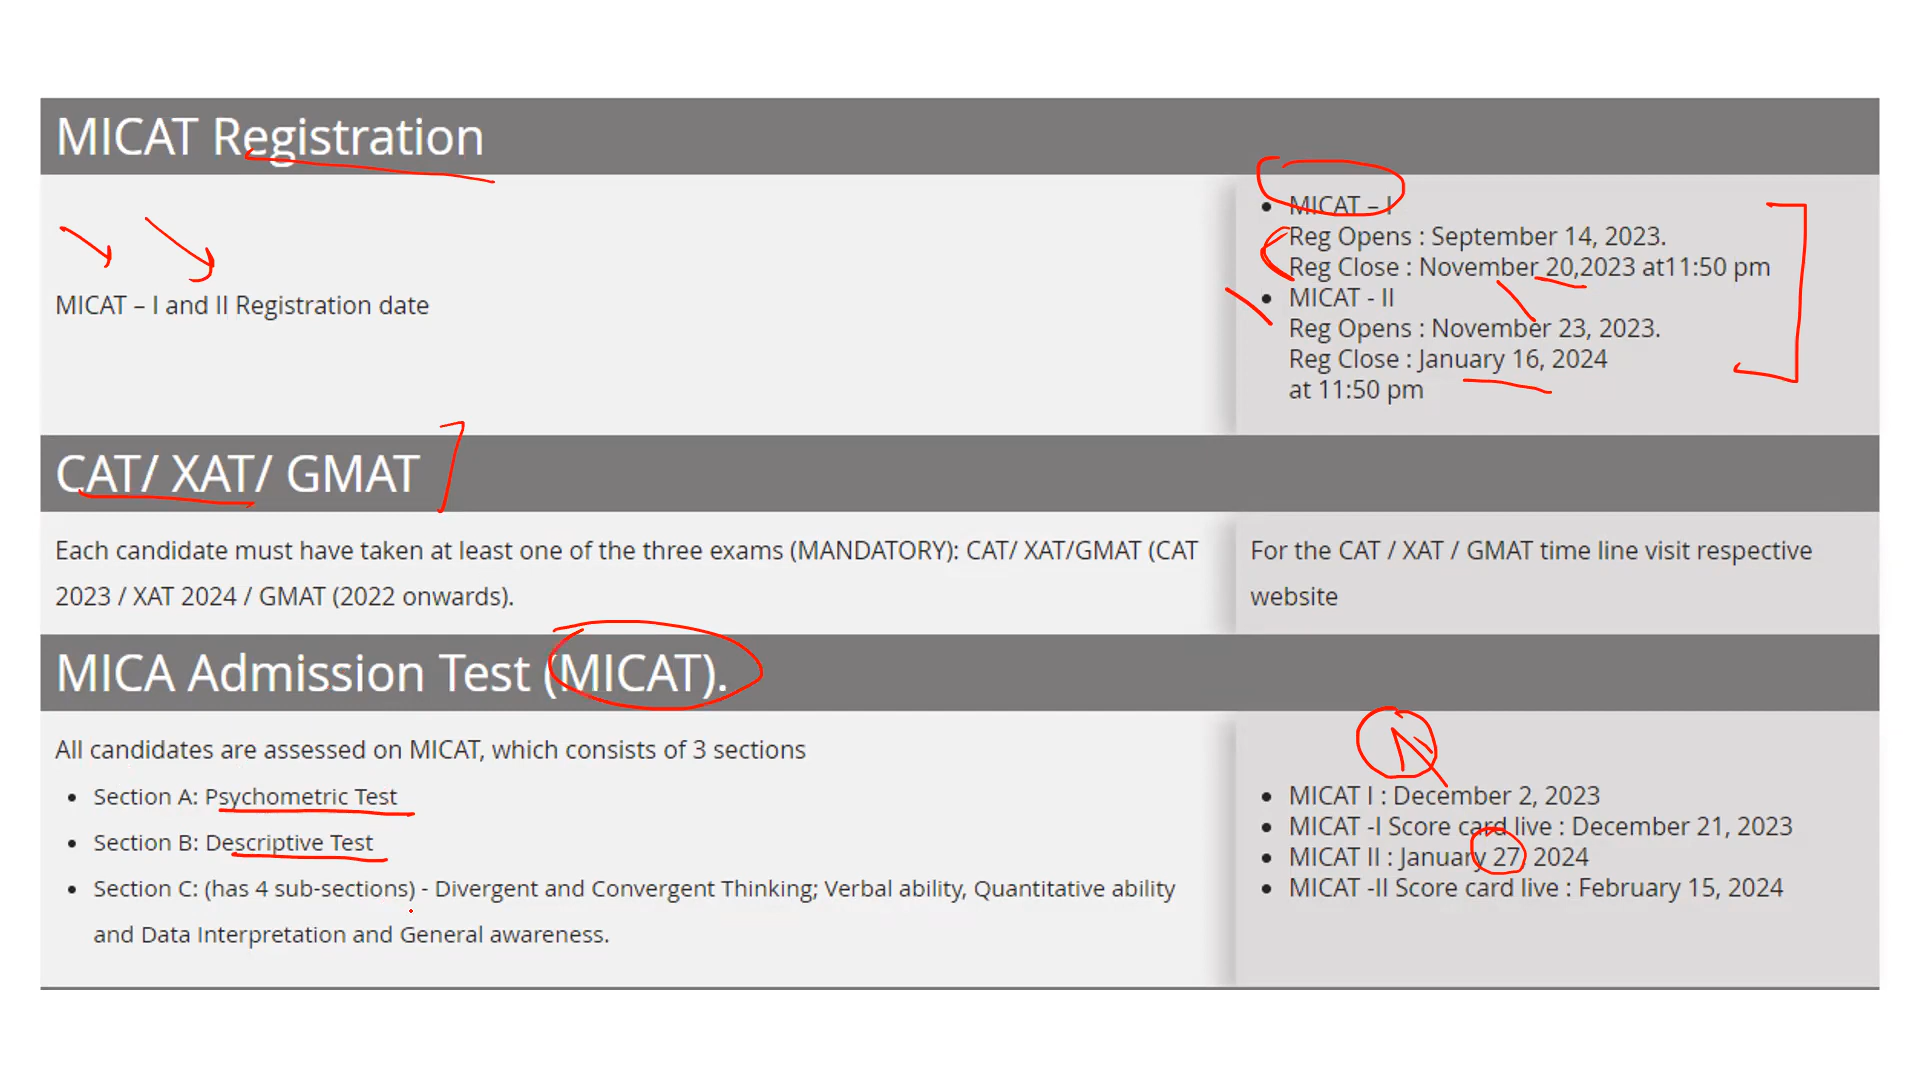 MICAT Registration
MICAT – I and II Registration date
MICAT – I
Reg Opens : September 14, 2023.
Reg Close : November 20,2023 at11:50 pm
MICAT - II
Reg Opens : November 23, 2023.
Reg Close : January 16, 2024
at 11:50 pm
CAT/ XAT/ GMAT
Each candidate must have taken at least one of the three exams (MANDATORY): CAT/ XAT/GMAT (CAT
2023 / XAT 2024 / GMAT (2022 onwards).
For the CAT / XAT / GMAT time line visit respective
website
MICA Admission Test (MICAT).
All candidates are assessed on MICAT, which consists of 3 sections
Section A: Psychometric Test
Section B: Descriptive Test
Section C: (has 4 sub-sections) - Divergent and Convergent Thinking; Verbal ability, Quantitative ability
and Data Interpretation and General awareness.
MICAT I : December 2, 2023
MICAT -I Score card live : December 21, 2023
MICAT II : January 27, 2024
MICAT -II Score card live : February 15, 2024